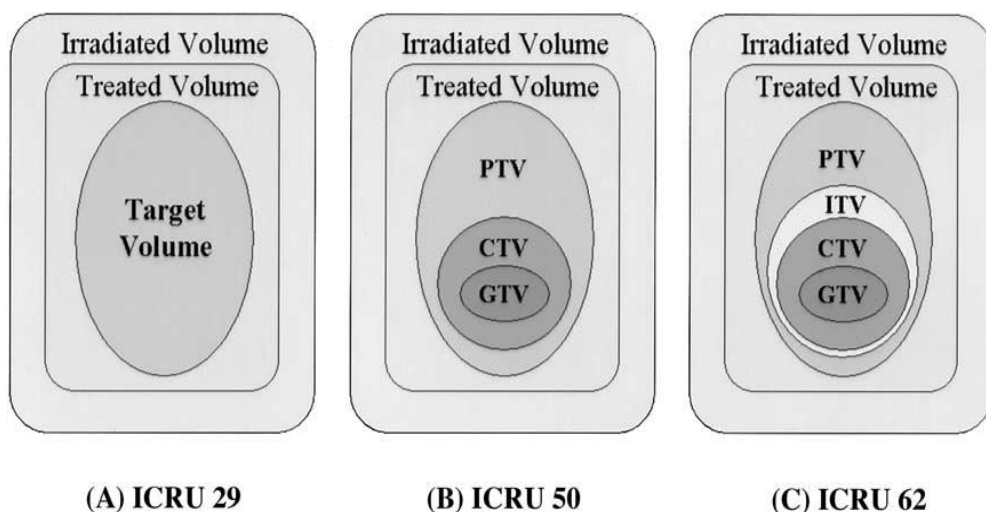 Irradiated Volume
Treated Volume
Target
Volume
(A) ICRU 29
Irradiated Volume
Treated Volume
PTV
CTV
GTV
(B) ICRU 50
Irradiated Volume
Treated Volume
PTV
ITV
CTV
GTV
(C) ICRU 62